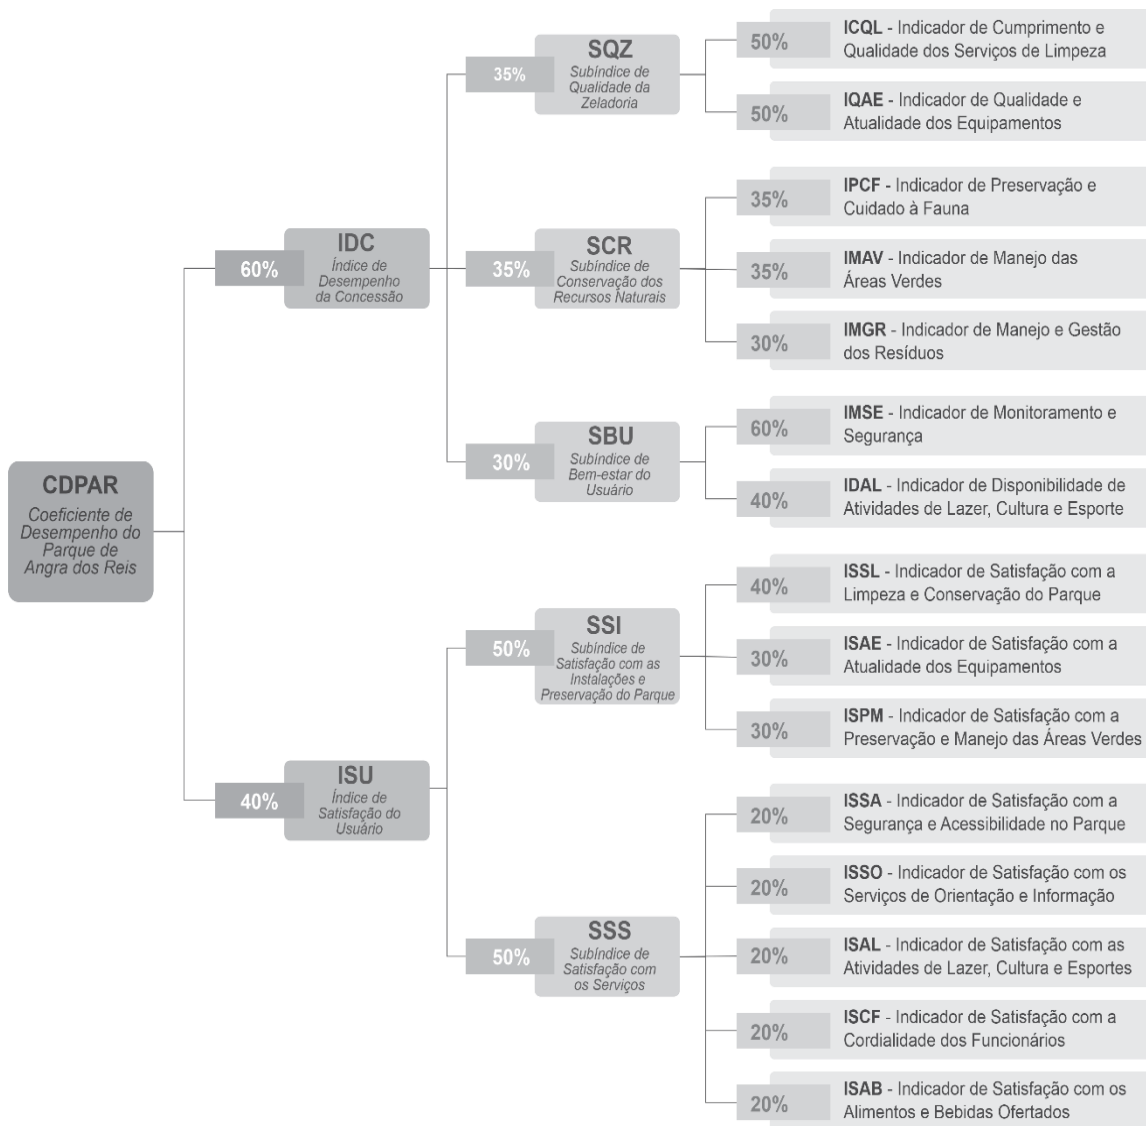 CDPAR
Coeficiente de
Desempenho do
Parque de
Angra dos Reis
60%
IDC
Índice de
Desempenho
da Concessão
35%
SQZ
Subíndice de
Qualidade da
Zeladoria
50%
ICQL - Indicador de Cumprimento e
Qualidade dos Serviços de Limpeza
50%
IQAE - Indicador de Qualidade e
Atualidade dos Equipamentos
35%
SCR
Subíndice de
Conservação dos
Recursos Naturais
35%
IPCF - Indicador de Preservação e
Cuidado à Fauna
35%
IMAV - Indicador de Manejo das
Áreas Verdes
30%
IMGR - Indicador de Manejo e Gestão
dos Resíduos
30%
SBU
Subíndice de
Bem-estar do
Usuário
60%
IMSE - Indicador de Monitoramento e
Segurança
40%
IDAL - Indicador de Disponibilidade de
Atividades de Lazer, Cultura e Esporte
40%
ISU
Índice de
Satisfação do
Usuário
50%
SSI
Subíndice de
Satisfação com as
Instalações e
Preservação do Parque
40%
ISSL - Indicador de Satisfação com a
Limpeza e Conservação do Parque
30%
ISAE - Indicador de Satisfação com a
Atualidade dos Equipamentos
30%
ISPM - Indicador de Satisfação com a
Preservação e Manejo das Áreas Verdes
50%
SSS
Subíndice de
Satisfação com
os Serviços
20%
ISSA - Indicador de Satisfação com a
Segurança e Acessibilidade no Parque
20%
ISSO - Indicador de Satisfação com os
Serviços de Orientação e Informação
20%
ISAL - Indicador de Satisfação com as
Atividades de Lazer, Cultura e Esportes
20%
ISCF - Indicador de Satisfação com a
Cordialidade dos Funcionários
20%
ISAB - Indicador de Satisfação com os
Alimentos e Bebidas Ofertados